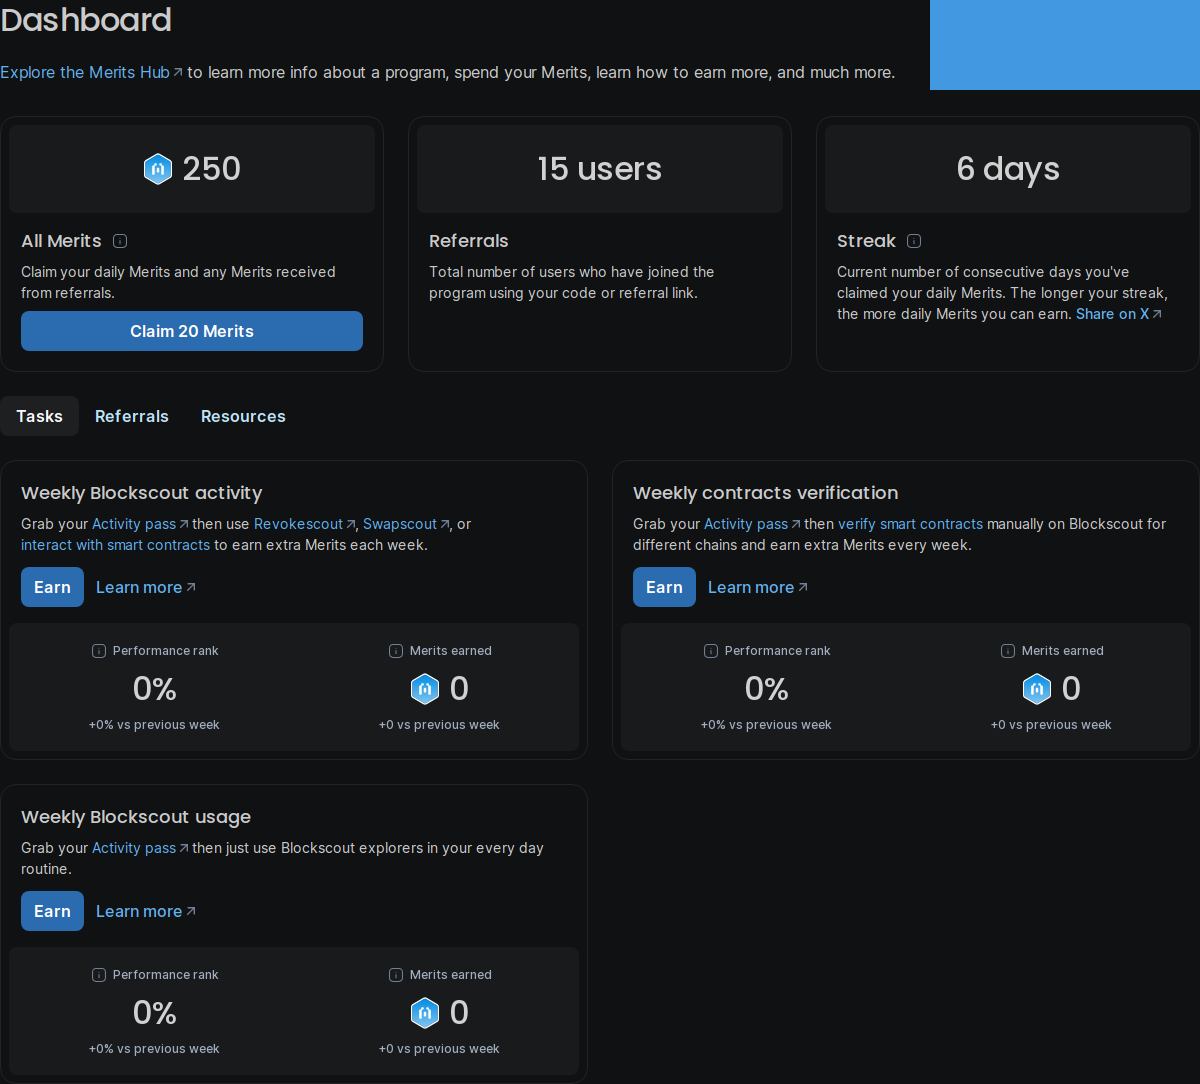 Dashboard
Explore the Merits Hub to learn more info about a program, spend your Merits, learn how to earn more, and much more.
250
All Merits
Claim your daily Merits and any Merits received
from referrals.
Claim 20 Merits
15 users
Referrals
Total number of users who have joined the
program using your code or referral link.
6 days
Streak
Current number of consecutive days you've
claimed your daily Merits. The longer your streak,
the more daily Merits you can earn. Share on X
Tasks Referrals Resources
Weekly Blockscout activity
Grab your Activity pass then use Revokescout, Swapscout, or
interact with smart contracts to earn extra Merits each week.
Earn Learn more
Performance rank
0%
+0% vs previous week
Merits earned
0
+0 vs previous week
Weekly contracts verification
Grab your Activity pass then verify smart contracts manually on Blockscout for
different chains and earn extra Merits every week.
Earn Learn more
Performance rank
0%
+0% vs previous week
Merits earned
0
+0 vs previous week
Weekly Blockscout usage
Grab your Activity pass then just use Blockscout explorers in your every day
routine.
Earn Learn more
Performance rank
0%
+0% vs previous week
Merits earned
0
+0 vs previous week